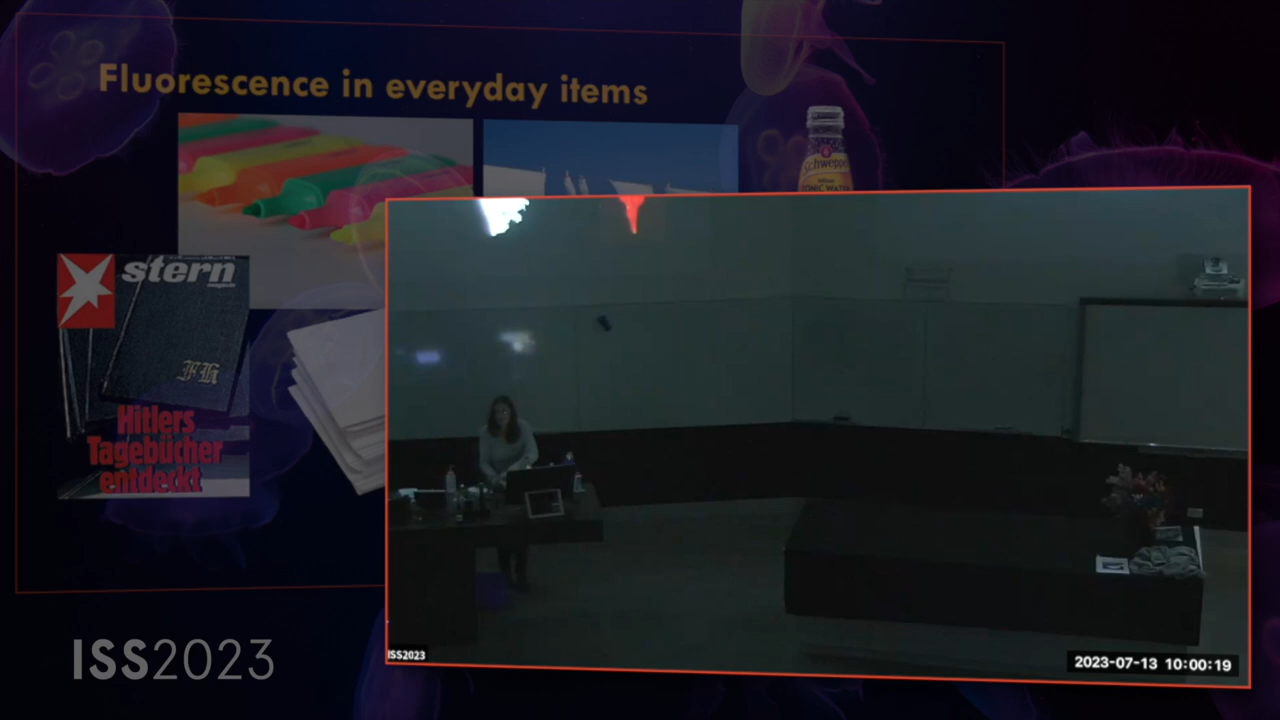 Fluorescence in everyday items
Schweppes
TONIC WATER
stern
magazin
FH
Hitlers
Tagebücher
entdeckt
ISS2023
ISS2023
2023-07-13 10:00:19